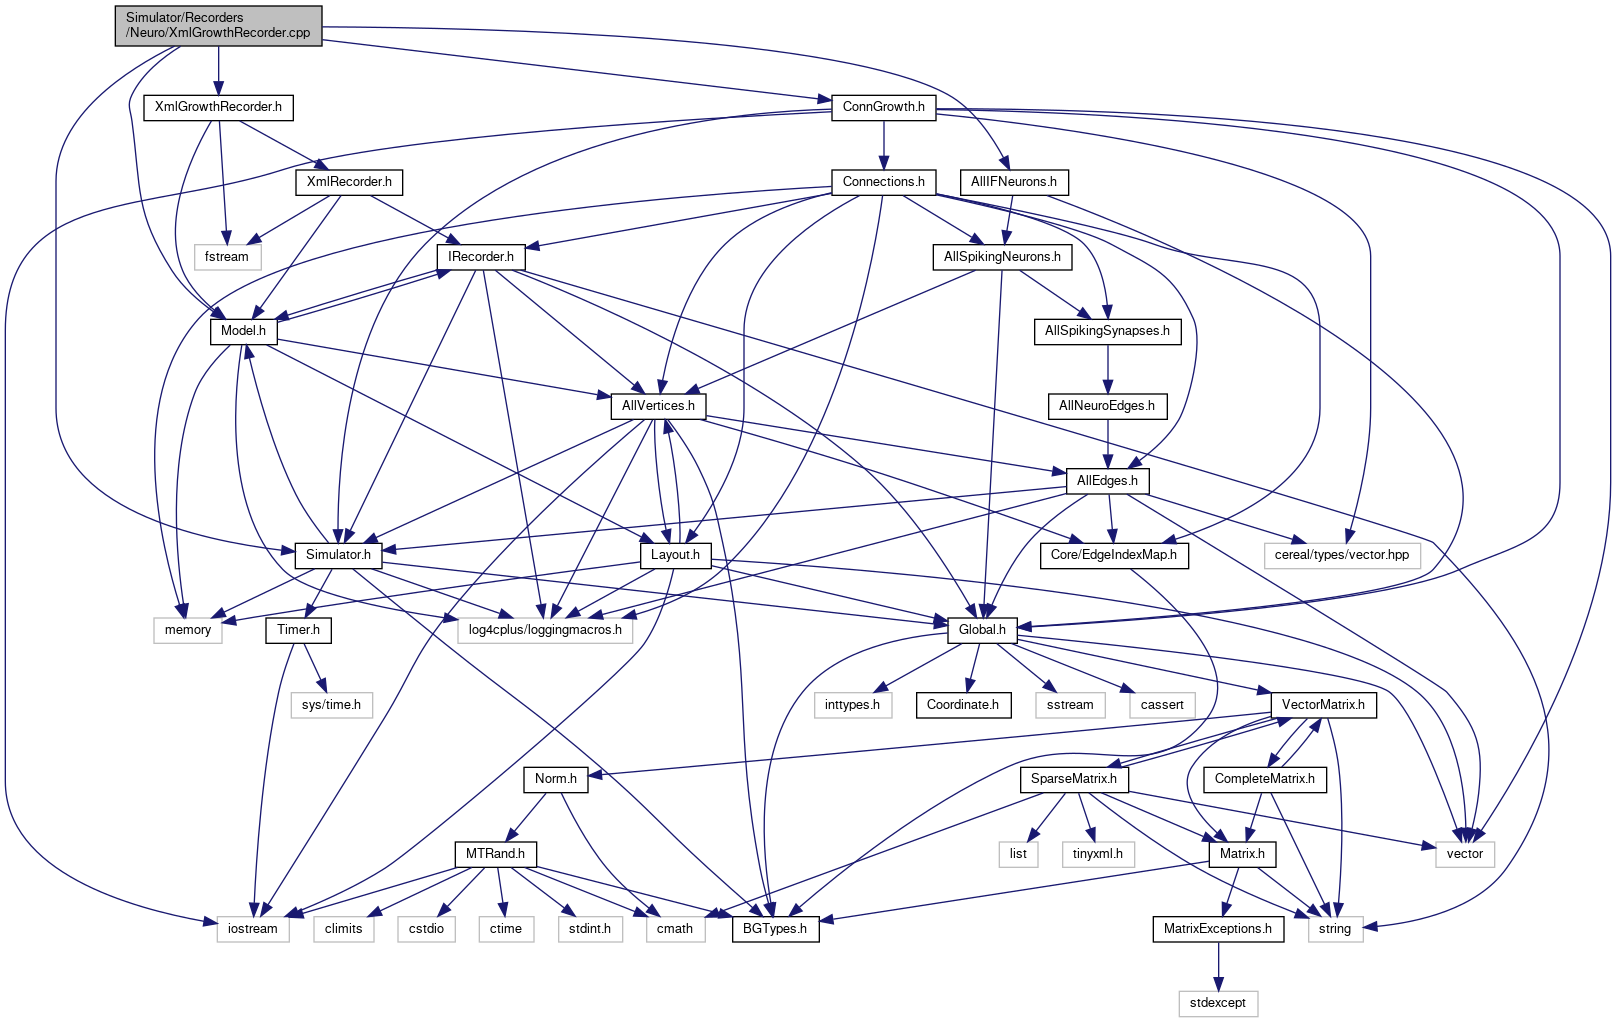 Simulator/Recorders
/Neuro/XmlGrowthRecorder.cpp
XmlGrowthRecorder.h
ConnGrowth.h
XmlRecorder.h
Connections.h
AllIFNeurons.h
fstream
IRecorder.h
AllSpikingNeurons.h
Model.h
AllSpikingSynapses.h
AllVertices.h
AllNeuroEdges.h
AllEdges.h
Simulator.h
Layout.h
Core/EdgeIndexMap.h
cereal/types/vector.hpp
memory
Timer.h
log4cplus/loggingmacros.h
Global.h
sys/time.h
inttypes.h
Coordinate.h
sstream
cassert
VectorMatrix.h
Norm.h
SparseMatrix.h
CompleteMatrix.h
MTRand.h
list
tinyxml.h
Matrix.h
vector
iostream
climits
cstdio
ctime
stdint.h
cmath
BGTypes.h
MatrixExceptions.h
string
stdexcept